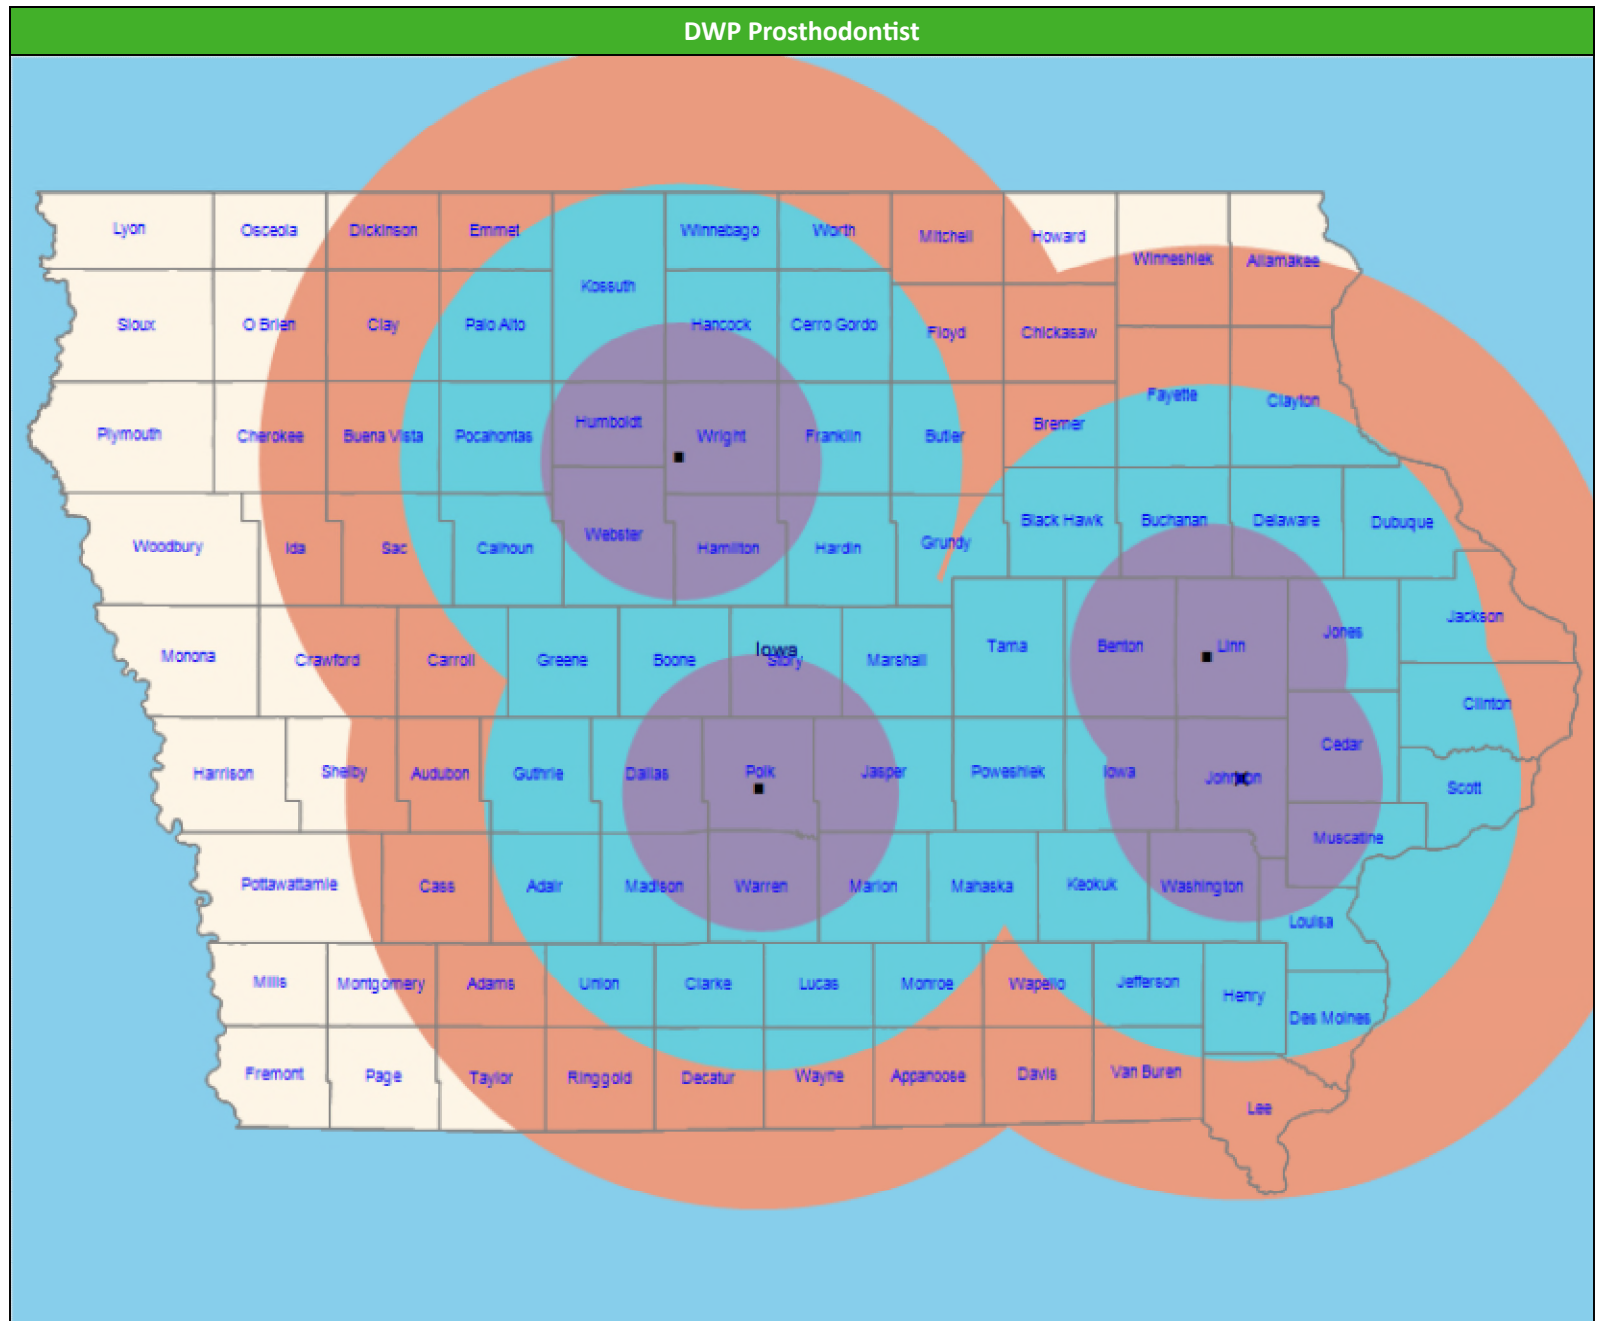 DWP Prosthodontist
Lyon Osceola Dickinson Emmet Winnebago Worth Mitchell Howard
Winneshiek Allamakee
Kossuth
Sioux O Brien Clay Palo Alto Hancock Cerro Gordo Floyd Chickasaw
Fayette Clayton
Plymouth Cherokee Buena Vista Pocahontas Humboldt Wright Franklin Butler Bremer
Woodbury Ida Sac Calhoun Webster Hamilton Hardin Grundy Black Hawk Buchanan Delaware Dubuque
Jackson
Iowa
Monona Crawford Carroll Greene Boone Story Marshall Tama Benton Linn Jones
Clinton
Harrison Shelby Audubon Guthrie Dallas Polk Jasper Poweshiek Iowa Johnson Cedar Scott
Muscatine
Pottawattamie Cass Adair Madison Warren Marion Mahaska Keokuk Washington
Louisa
Mills Montgomery Adams Union Clarke Lucas Monroe Wapello Jefferson Henry
Des Moines
Fremont Page Taylor Ringgold Decatur Wayne Appanoose Davis Van Buren
Lee